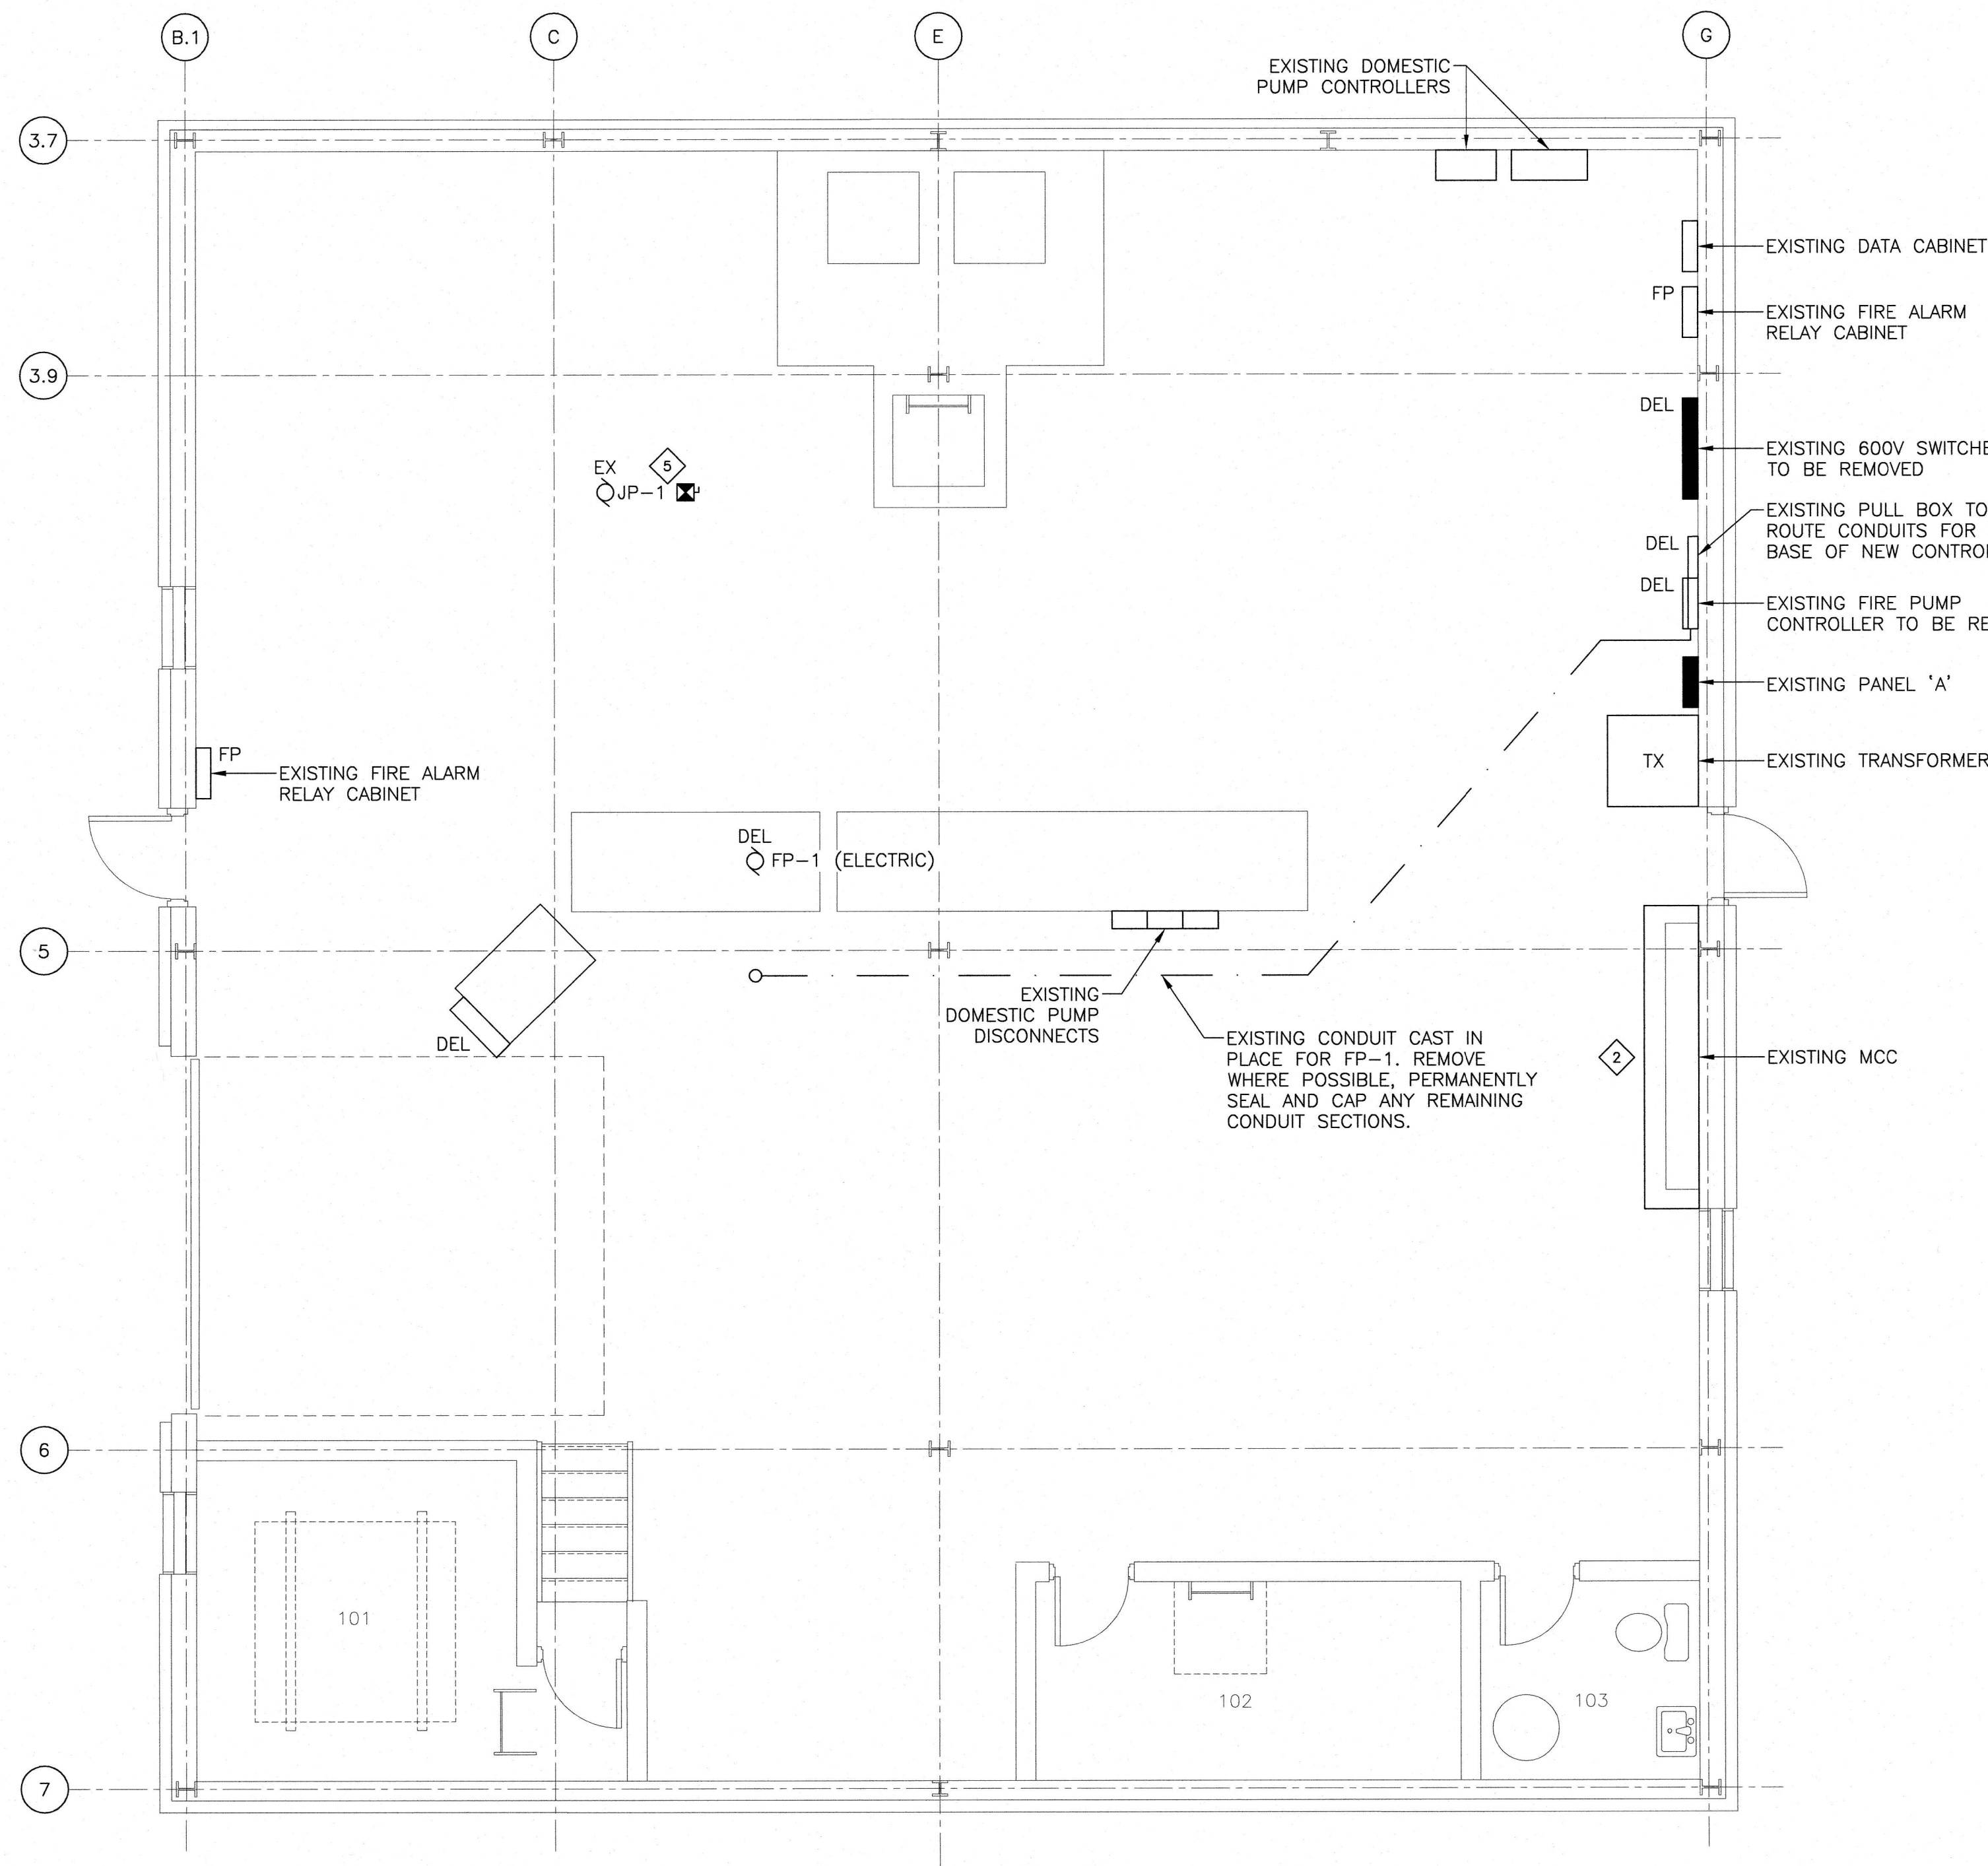 B.1
C
E
G
EXISTING DOMESTIC
PUMP CONTROLLERS
3.7
EXISTING DATA CABINET
FP
EXISTING FIRE ALARM
RELAY CABINET
3.9
DEL
EXISTING 600V
TO BE REMOVED
EX
5
JP-1
EXISTING PULL BOX TO
ROUTE CONDUITS FOR
BASE OF NEW
DEL
DEL
EXISTING FIRE PUMP
CONTROLLER TO BE
EXISTING PANEL 'A'
FP
EXISTING FIRE ALARM
RELAY CABINET
TX
EXISTING TRANSFORMER
DEL
FP-1 (ELECTRIC)
5
EXISTING
DOMESTIC PUMP
DISCONNECTS
DEL
EXISTING CONDUIT CAST IN
PLACE FOR FP-1. REMOVE
WHERE POSSIBLE, PERMANENTLY
SEAL AND CAP ANY REMAINING
CONDUIT SECTIONS.
2
EXISTING MCC
6
101
102
103
7